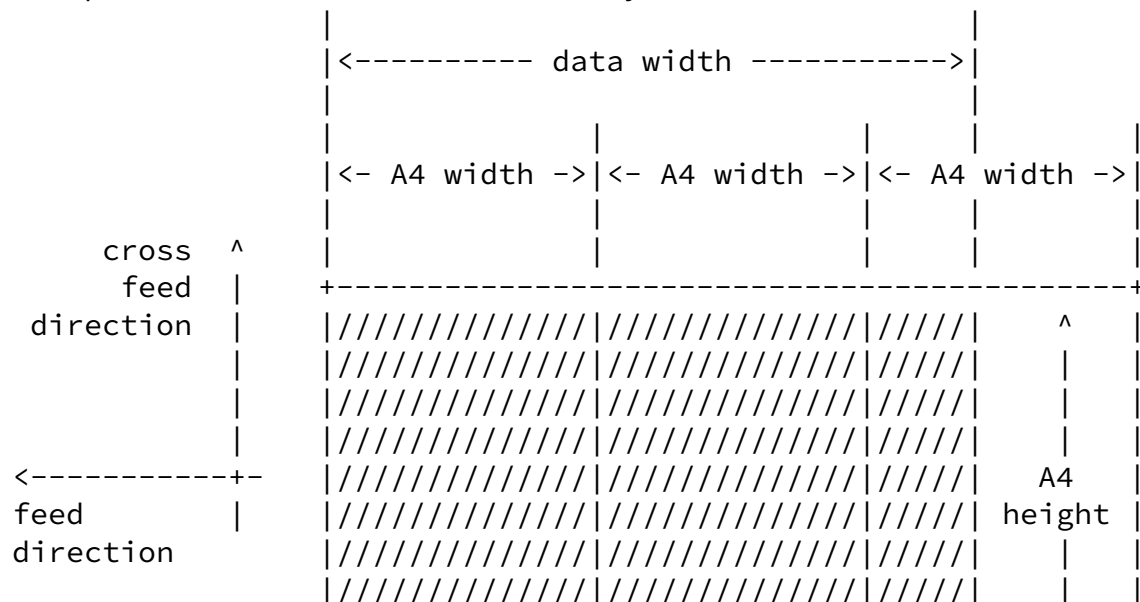 |<---------- data width ----------->|
|<- A4 width ->|<- A4 width ->|<- A4 width ->|
cross ^
feed | +--------------------------------------------+
direction | |//////////////|//////////////|/////| ^ |
| |//////////////|//////////////|/////| | |
| |//////////////|//////////////|/////| | |
| |//////////////|//////////////|/////| | |
<-----------+- |//////////////|//////////////|/////| A4 |
feed | |//////////////|//////////////|/////| height |
direction |//////////////|//////////////|/////| | |
|//////////////|//////////////|/////| | |